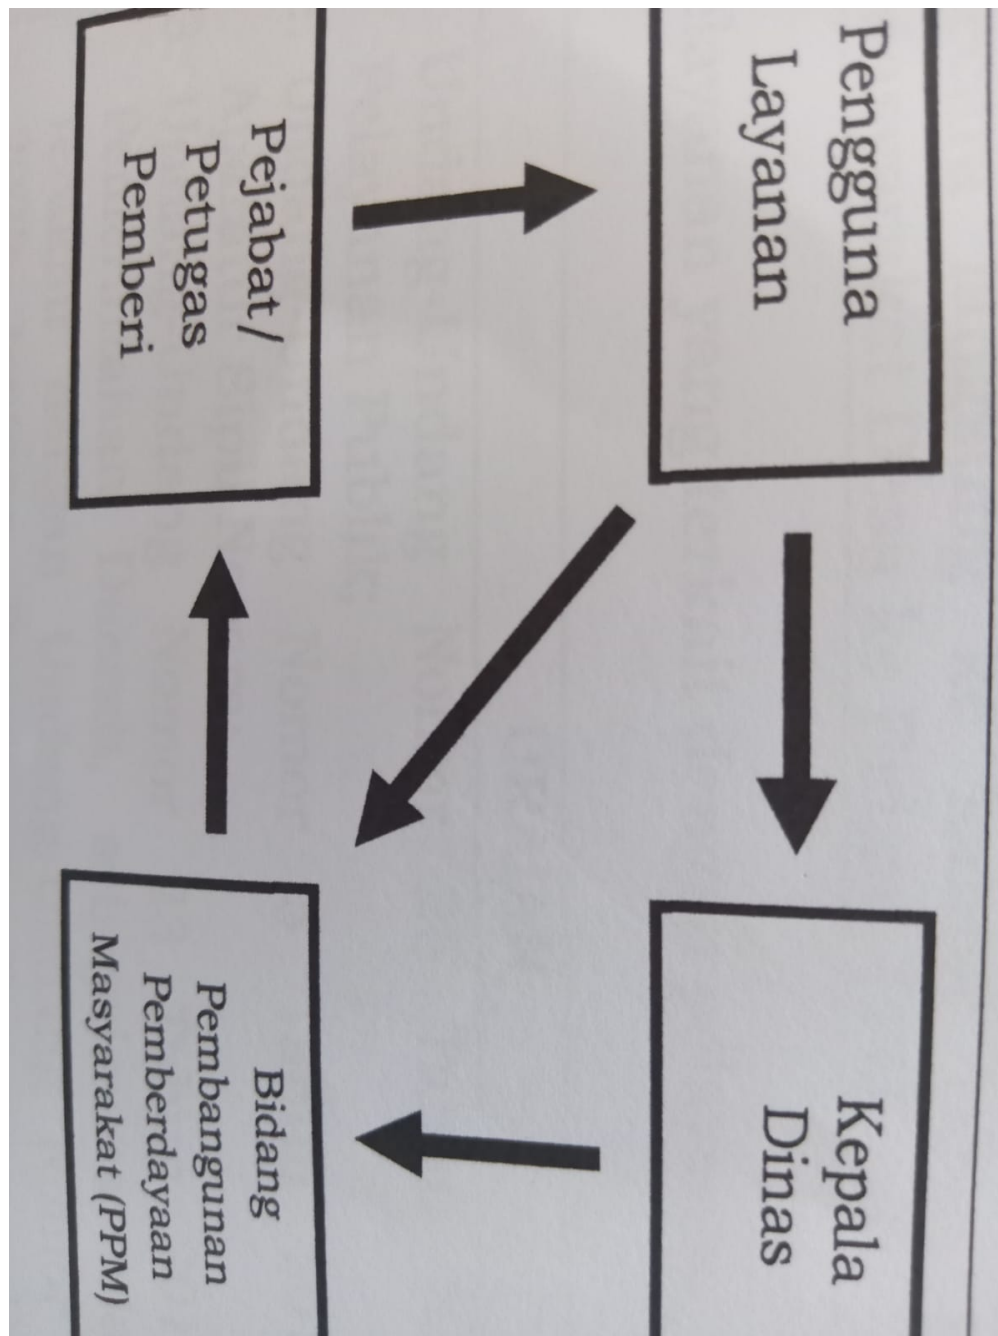 Pengguna
Layanan
Kepala
Dinas
Pejabat/
Petugas
Pemberi
Bidang
Pembangunan
Pemberdayaan
Masyarakat (PPM)